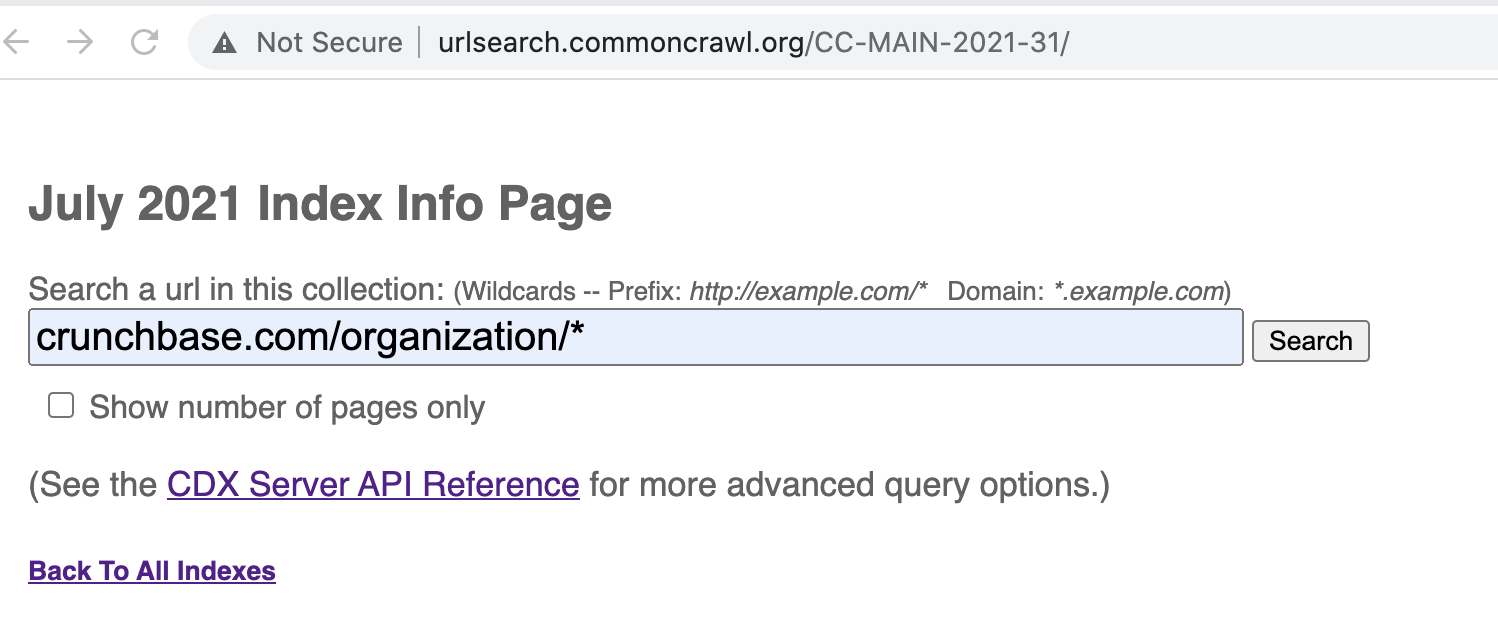 Not Secure | urlsearch.commoncrawl.org/CC-MAIN-2021-31/
July 2021 Index Info Page
Search a url in this collection: (Wildcards -- Prefix: http://example.com/* Domain: *.example.com)
crunchbase.com/organization/* Search
Show number of pages only
(See the CDX Server API Reference for more advanced query options.)
Back To All Indexes